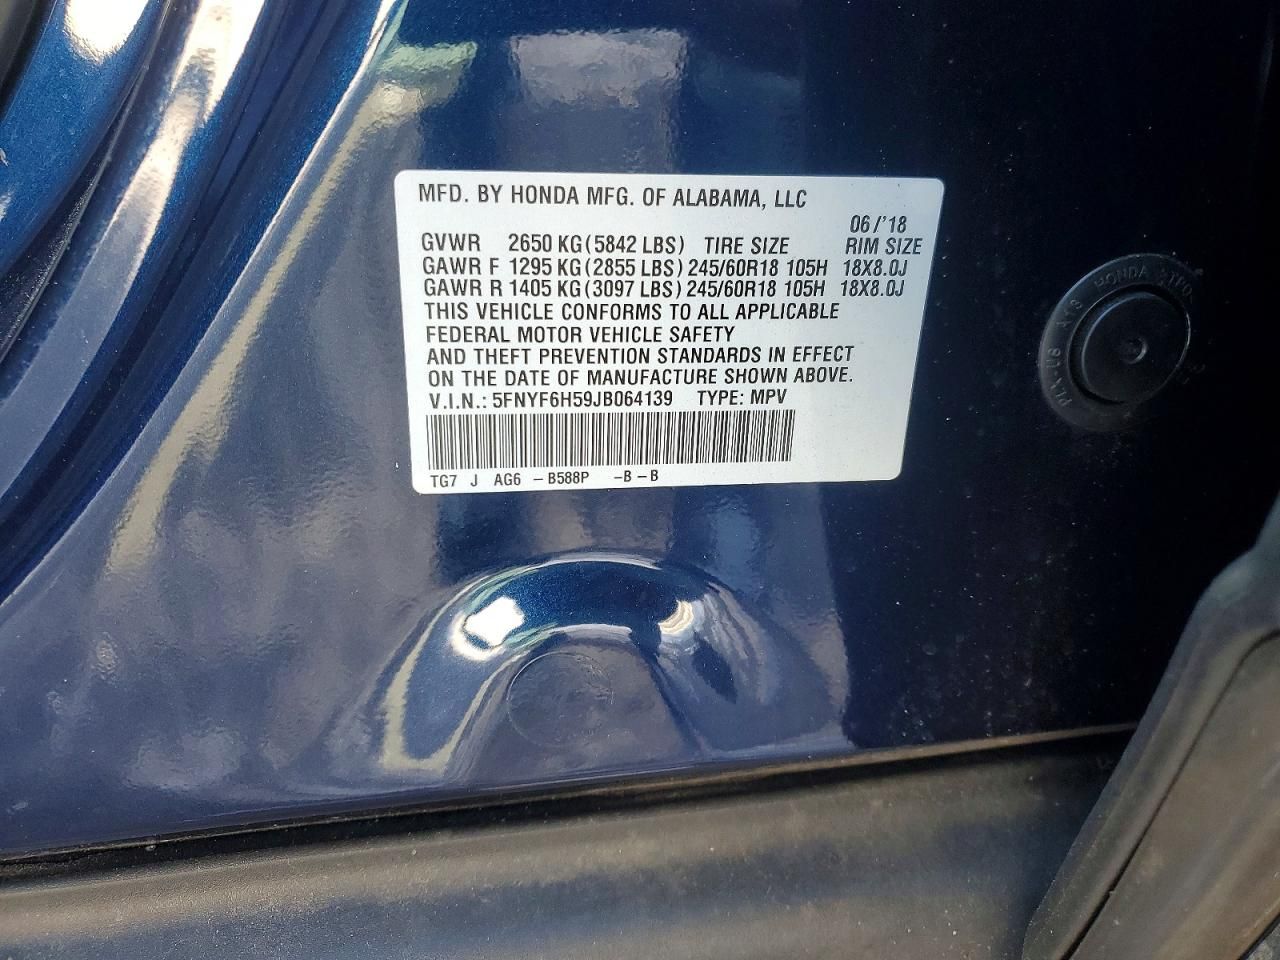 MFD. BY HONDA MFG. OF ALABAMA, LLC
06/'18
GVWR 2650 KG (5842 LBS) TIRE SIZE RIM SIZE
GAWR F 1295 KG (2855 LBS) 245/60R18 105H 18X8.0J
GAWR R 1405 KG (3097 LBS) 245/60R18 105H 18X8.0J
THIS VEHICLE CONFORMS TO ALL APPLICABLE
FEDERAL MOTOR VEHICLE SAFETY
AND THEFT PREVENTION STANDARDS IN EFFECT
ON THE DATE OF MANUFACTURE SHOWN ABOVE.
V.I.N.: 5FNYF6H59JB064139 TYPE: MPV
TG7 J AG6 -B588P -B-B
HONDA